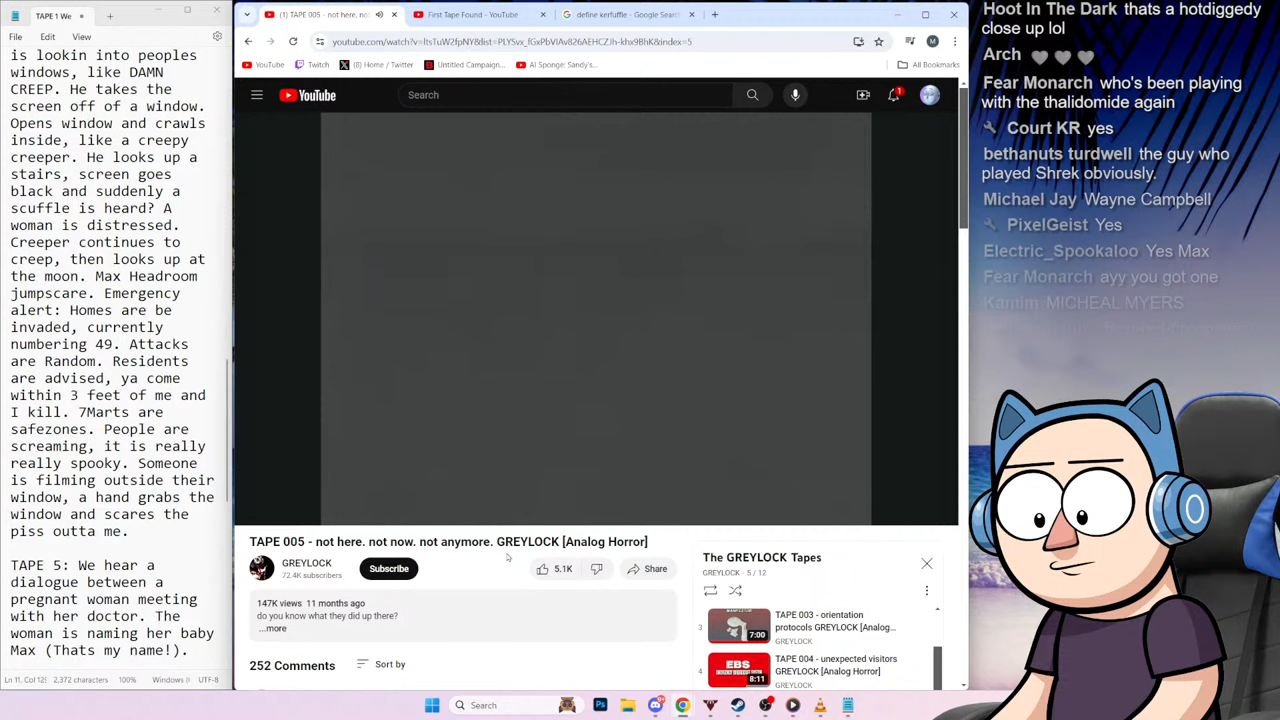 TAPE 1 We
File
Edit
View
is lookin into peoples
windows, like DAMN
CREEP. He takes the
screen off of a window.
Opens window and crawls
inside, like a creepy
creeper. He looks up a
stairs, screen goes
black and suddenly a
scuffle is heard? A
woman is distressed.
Creeper continues to
creep, then looks up at
the moon. Max Headroom
jumpscare. Emergency
alert: Homes are be
invaded, currently
numbering 49. Attacks
are Random. Residents
are advised, ya come
within 3 feet of me and
I kill. 7Marts are
safezones. People are
screaming, it is really
really spooky. Someone
is filming outside their
window, a hand grabs the
window and scares the
piss outta me.
TAPE 5: We hear a
dialogue between a
pregnant woman meeting
with her doctor. The
woman is naming her baby
Max (Thats my name!).
100%
UTF-8
(1) TAPE 005 - not here. not
First Tape Found - YouTube
define kerfuffle - Google Search
youtube.com/watch?v=ltsTuW2fpNY&list=PLYSvx_fGxPbVIAv826AEHCZJh-khx9BhK&index=5
YouTube
Twitch
(8) Home / Twitter
Untitled Campaign...
AI Sponge: Sandy's...
All Bookmarks
YouTube
Search
1
TAPE 005 - not here. not now. not anymore. GREYLOCK [Analog Horror]
GREYLOCK
72.4K subscribers
Subscribe
5.1K
Share
147K views 11 months ago
do you know what they did up there?
...more
252 Comments
Sort by
The GREYLOCK Tapes
GREYLOCK - 5 / 12
3
7:00
TAPE 003 - orientation
protocols GREYLOCK [Analog...
GREYLOCK
4
EBS
8:11
TAPE 004 - unexpected visitors
GREYLOCK [Analog Horror]
GREYLOCK
Search
Hoot In The Dark thats a hotdiggedy
close up lol
Arch
Fear Monarch who's been playing
with the thalidomide again
Court KR yes
bethanuts turdwell the guy who
played Shrek obviously.
Michael Jay Wayne Campbell
PixelGeist Yes
Electric_Spookaloo Yes Max
Fear Monarch ayy you got one
Kamim MICHEAL MYERS